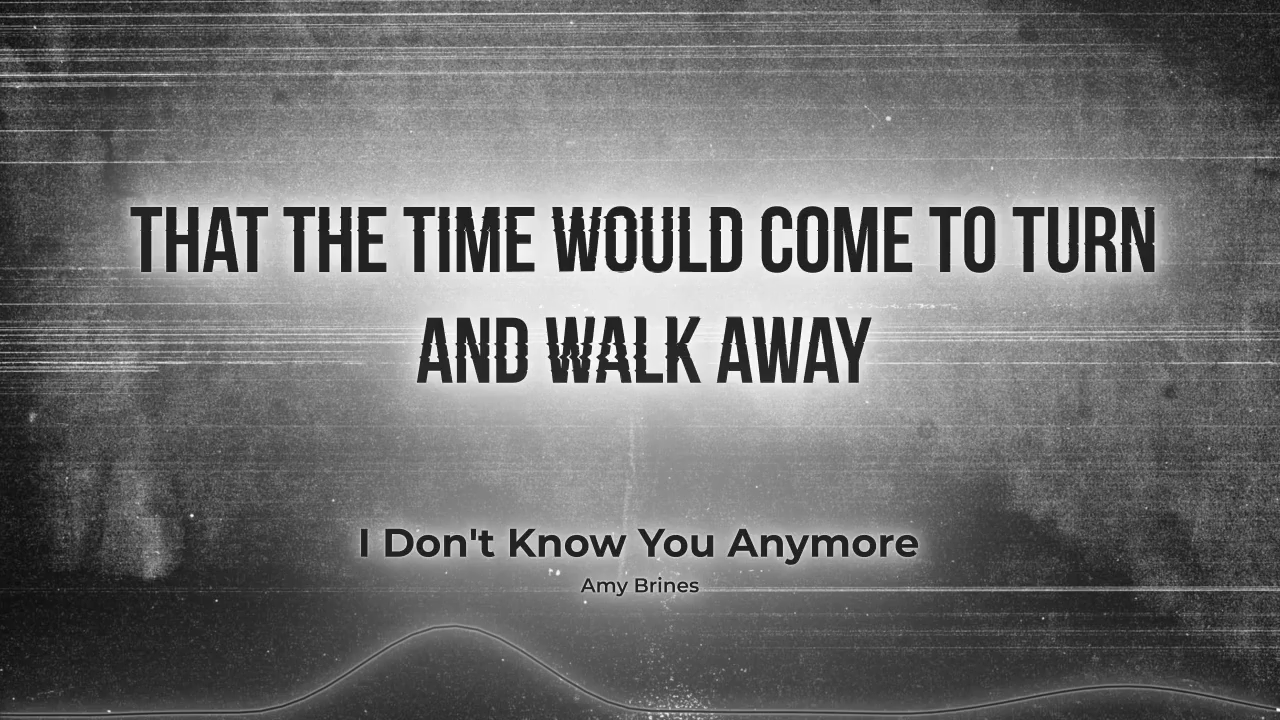 THAT THE TIME WOULD COME TO TURN
AND WALK AWAY
I Don't Know You Anymore
Amy Brines